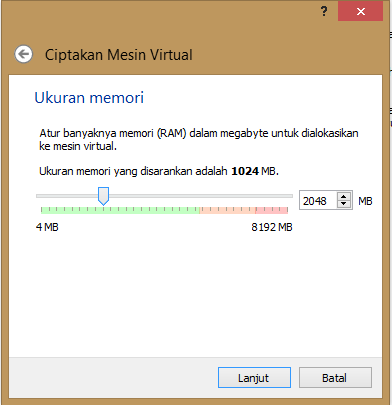 ?
Ciptakan Mesin Virtual
Ukuran memori
Atur banyaknya memori (RAM) dalam megabyte untuk dialokasikan
ke mesin virtual.
Ukuran memori yang disarankan adalah 1024 MB.
2048 MB
4 MB 8192 MB
Lanjut Batal